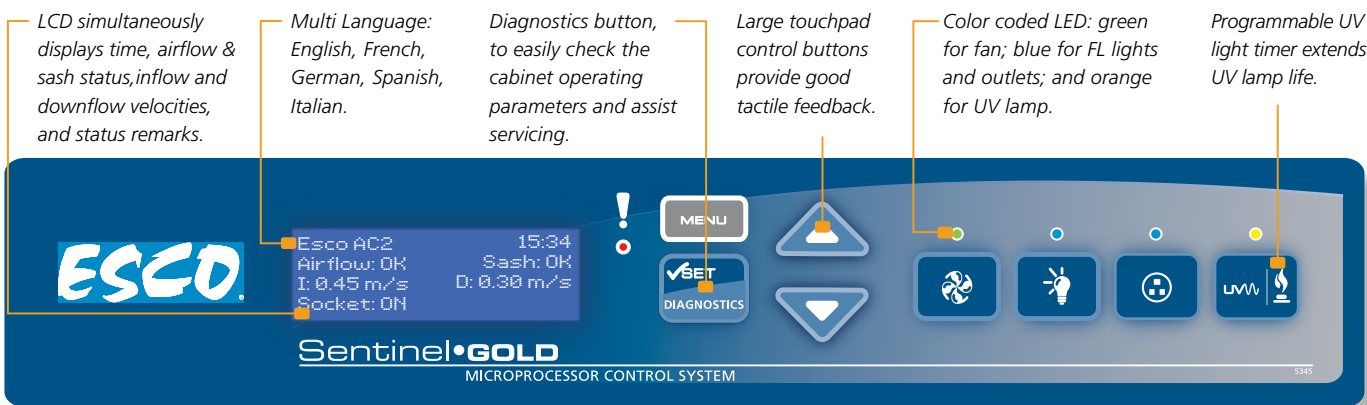 LCD simultaneously
displays time, airflow &
sash status,inflow and
downflow velocities,
and status remarks.
Multi Language:
English, French,
German, Spanish,
Italian.
Diagnostics button,
to easily check the
cabinet operating
parameters and assist
servicing.
Large touchpad
control buttons
provide good
tactile feedback.
Color coded LED: green
for fan; blue for FL lights
and outlets; and orange
for UV lamp.
Programmable UV
light timer extends
UV lamp life.
ESCO
Esco AC2 15:34
Airflow: OK Sash: OK
I: 0.45 m/s D: 0.30 m/s
Socket: ON
!
MENU
SET
DIAGNOSTICS
UV
Sentinel•GOLD
MICROPROCESSOR CONTROL SYSTEM
S345